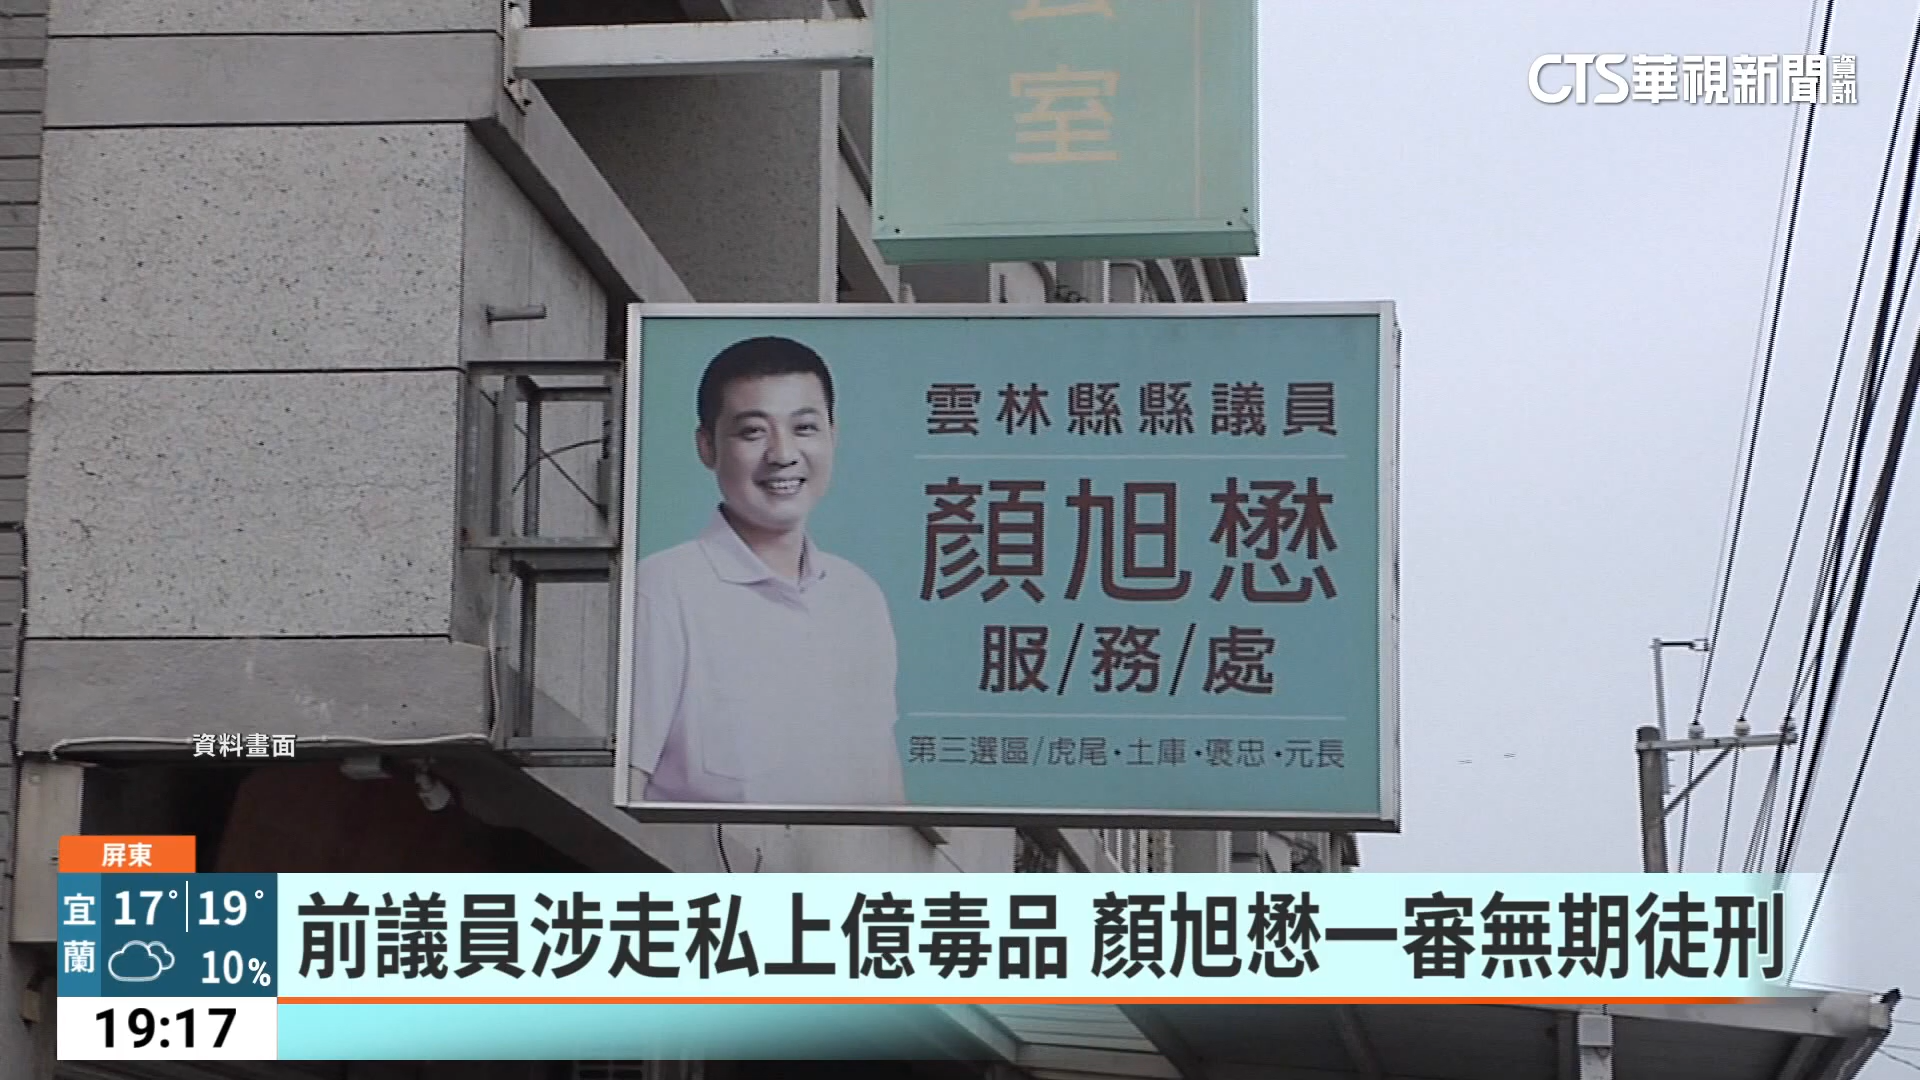 室
CTS華視新聞資訊
雲林縣縣議員
顏旭懋
服/務/處
第三選區/虎尾·土庫·褒忠·元長
資料畫面
屏東
宜蘭
17° 19°
10%
前議員涉走私上億毒品 顏旭懋一審無期徒刑
19:17